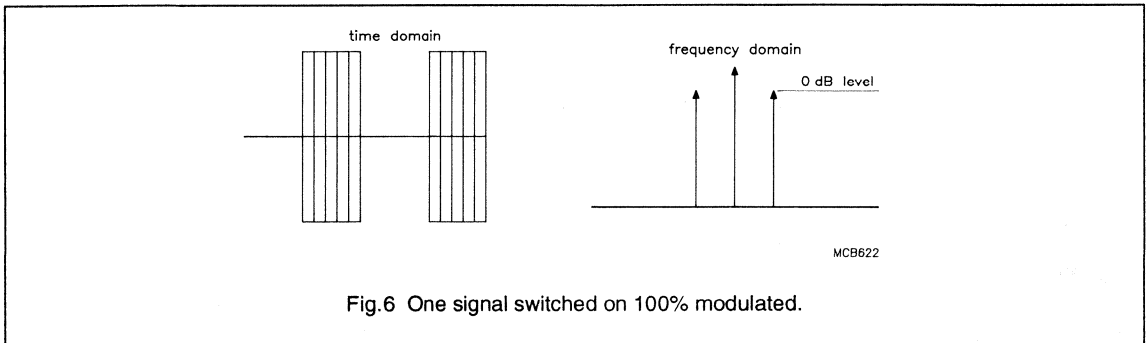 time domain
frequency domain
0 dB level
MCB622
Fig.6 One signal switched on 100% modulated.